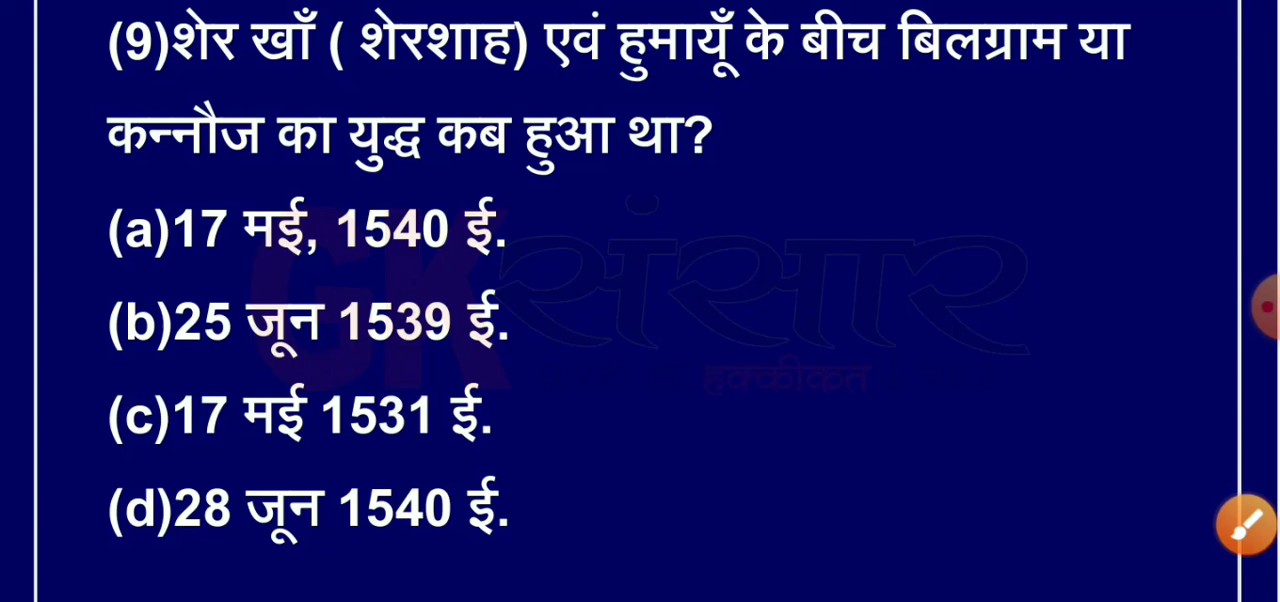 (9)शेर खाँ ( शेरशाह) एवं हुमायूँ के बीच बिलग्राम या
कन्नौज का युद्ध कब हुआ था?
(a)17 मई, 1540 ई.
(b)25 जून 1539 ई.
(c)17 मई 1531 ई.
(d)28 जून 1540 ई.
GK संसार
हक्कीकत